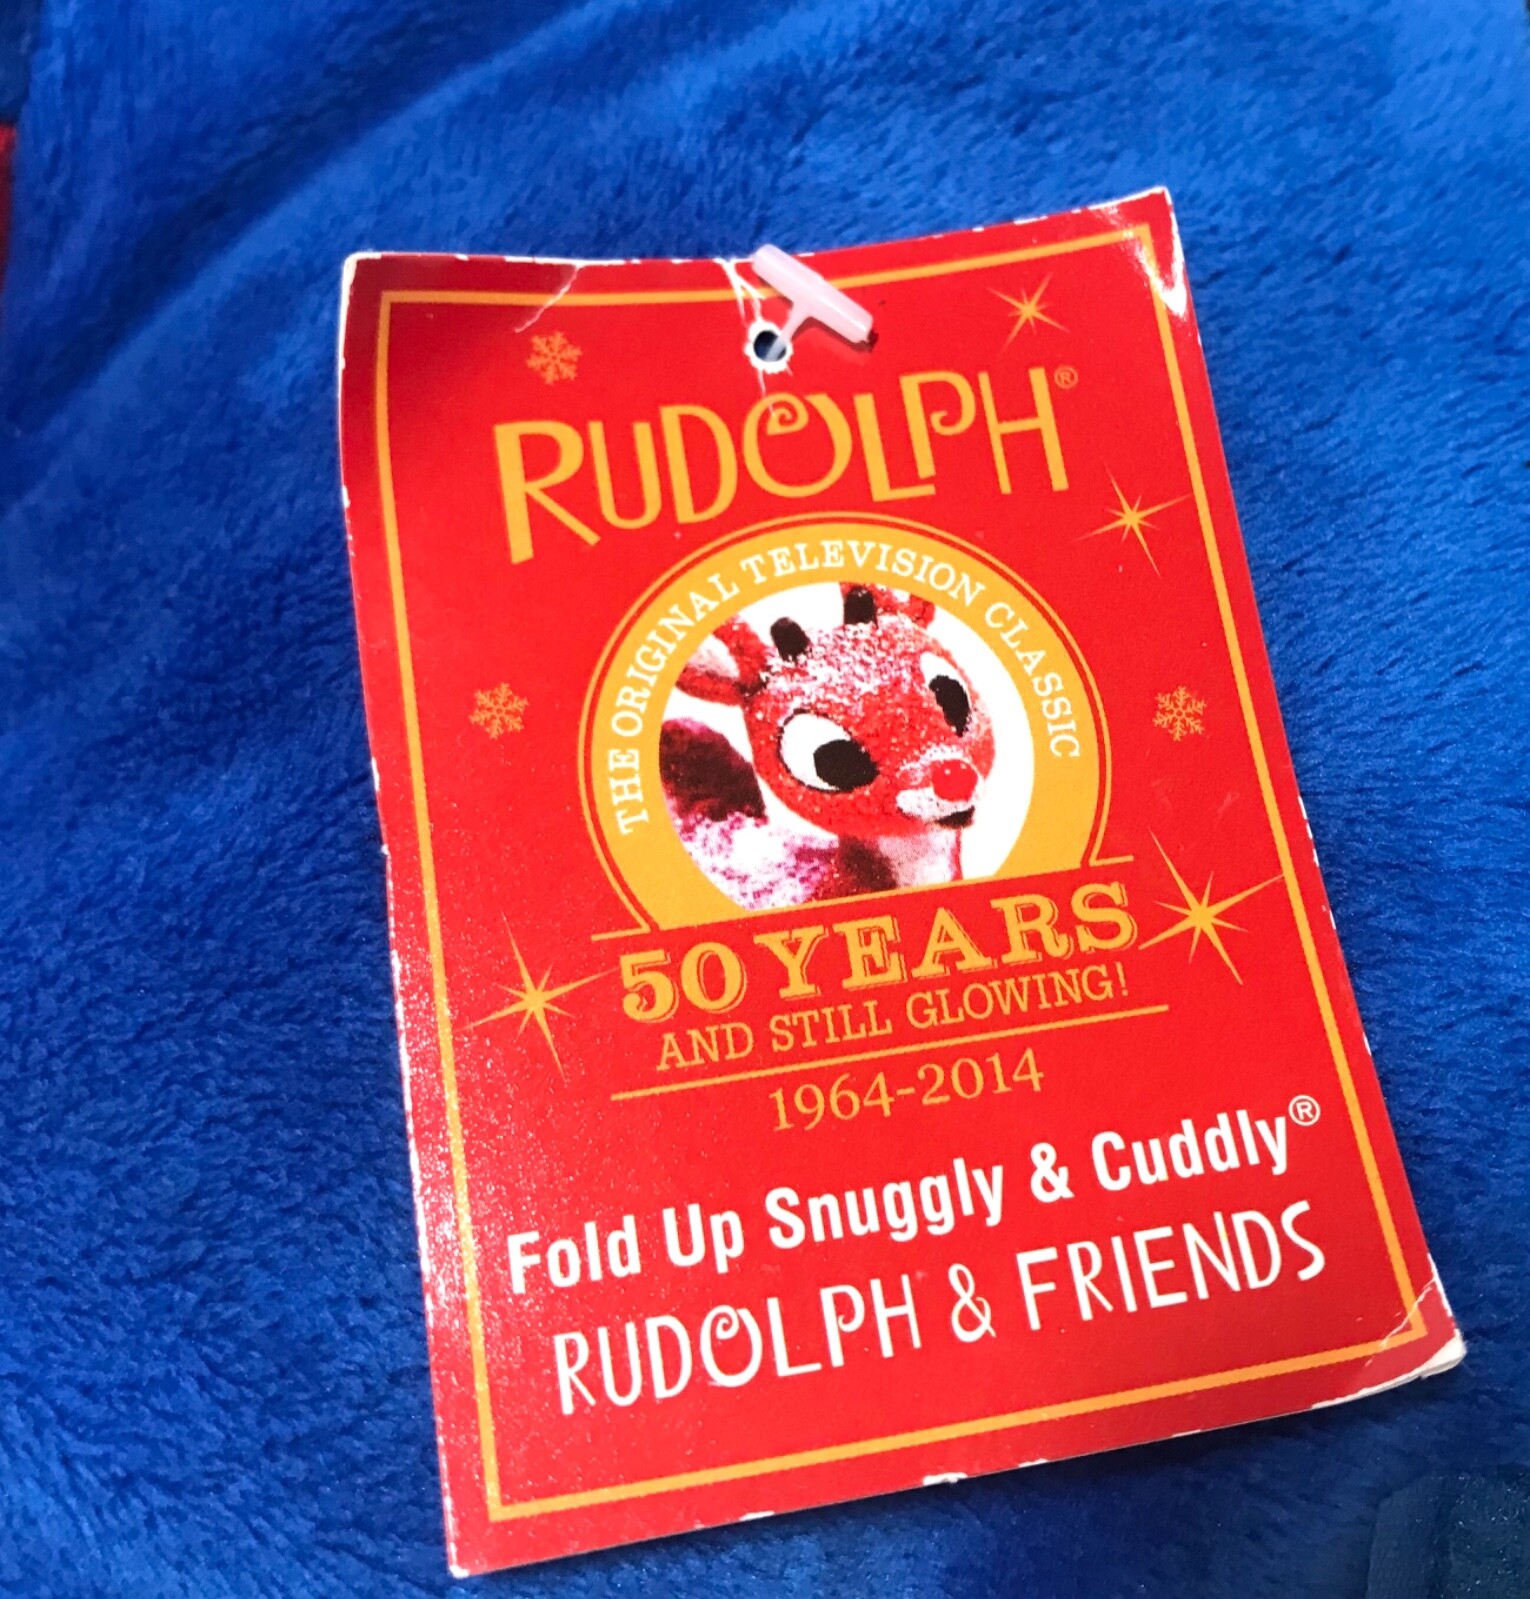 RUDOLPH®
THE ORIGINAL TELEVISION CLASSIC
50 YEARS
AND STILL GLOWING!
1964-2014
Fold Up Snuggly & Cuddly®
RUDOLPH & FRIENDS